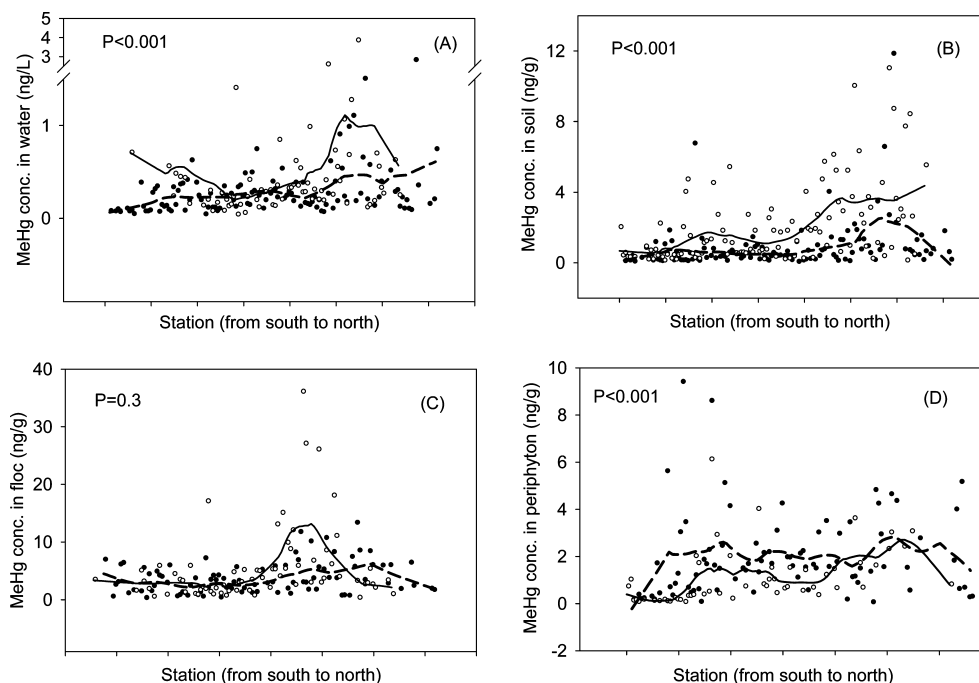 5
4
3
1
0
P<0.001
(A)
MeHg conc. in water (ng/L)
Station (from south to north)
12
8
4
0
P<0.001
(B)
MeHg conc. in soil (ng/g)
Station (from south to north)
40
30
20
10
0
P=0.3
(C)
MeHg conc. in floc (ng/g)
Station (from south to north)
10
8
6
4
2
0
-2
P<0.001
(D)
MeHg conc. in periphyton (ng/g)
Station (from south to north)